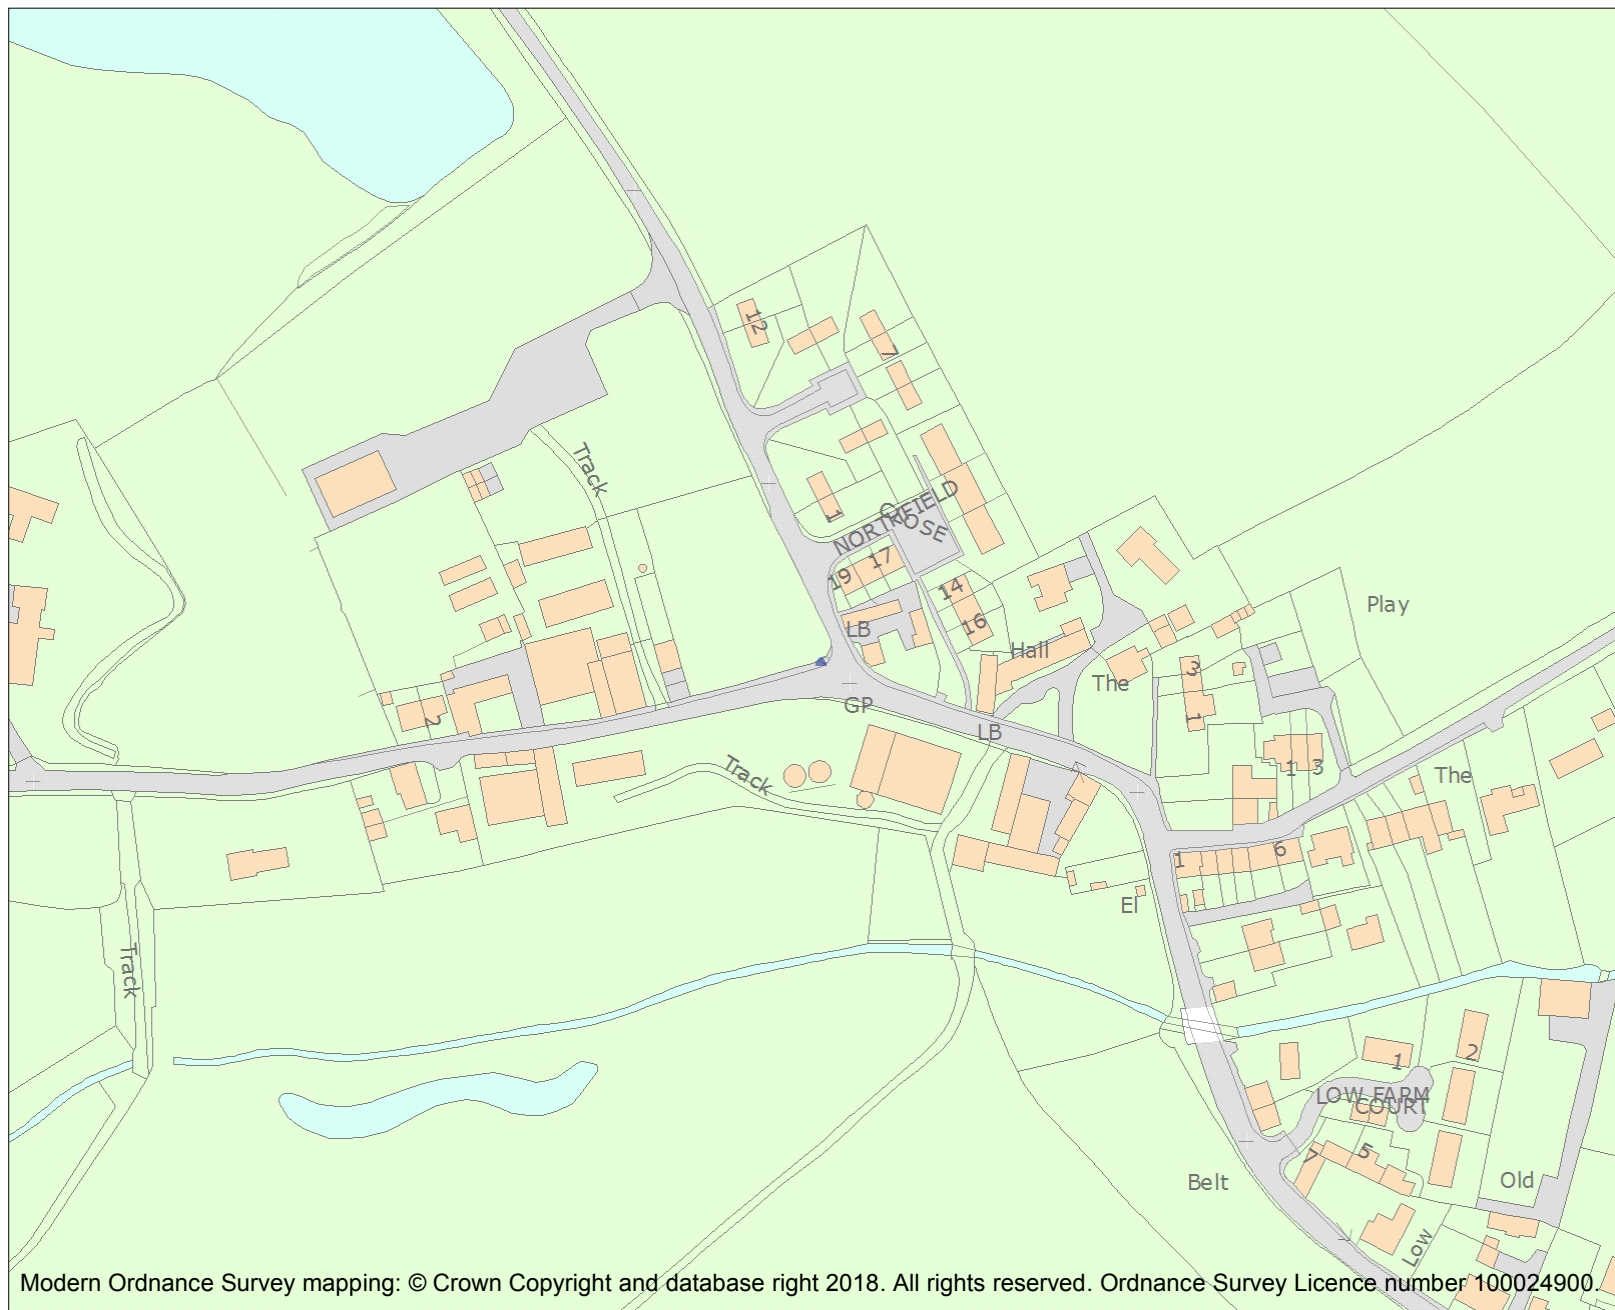 12
7
Track
1
NORTHFIELD
CLOSE
17
19
14
16
LB
Hall
Play
The
3
1
2
GP
LB
Track
1 3
The
1
6
El
Track
1
2
LOW FARM
COURT
7
5
Belt
Old
Low
Modern Ordnance Survey mapping: © Crown Copyright and database right 2018. All rights reserved. Ordnance Survey Licence number 100024900.